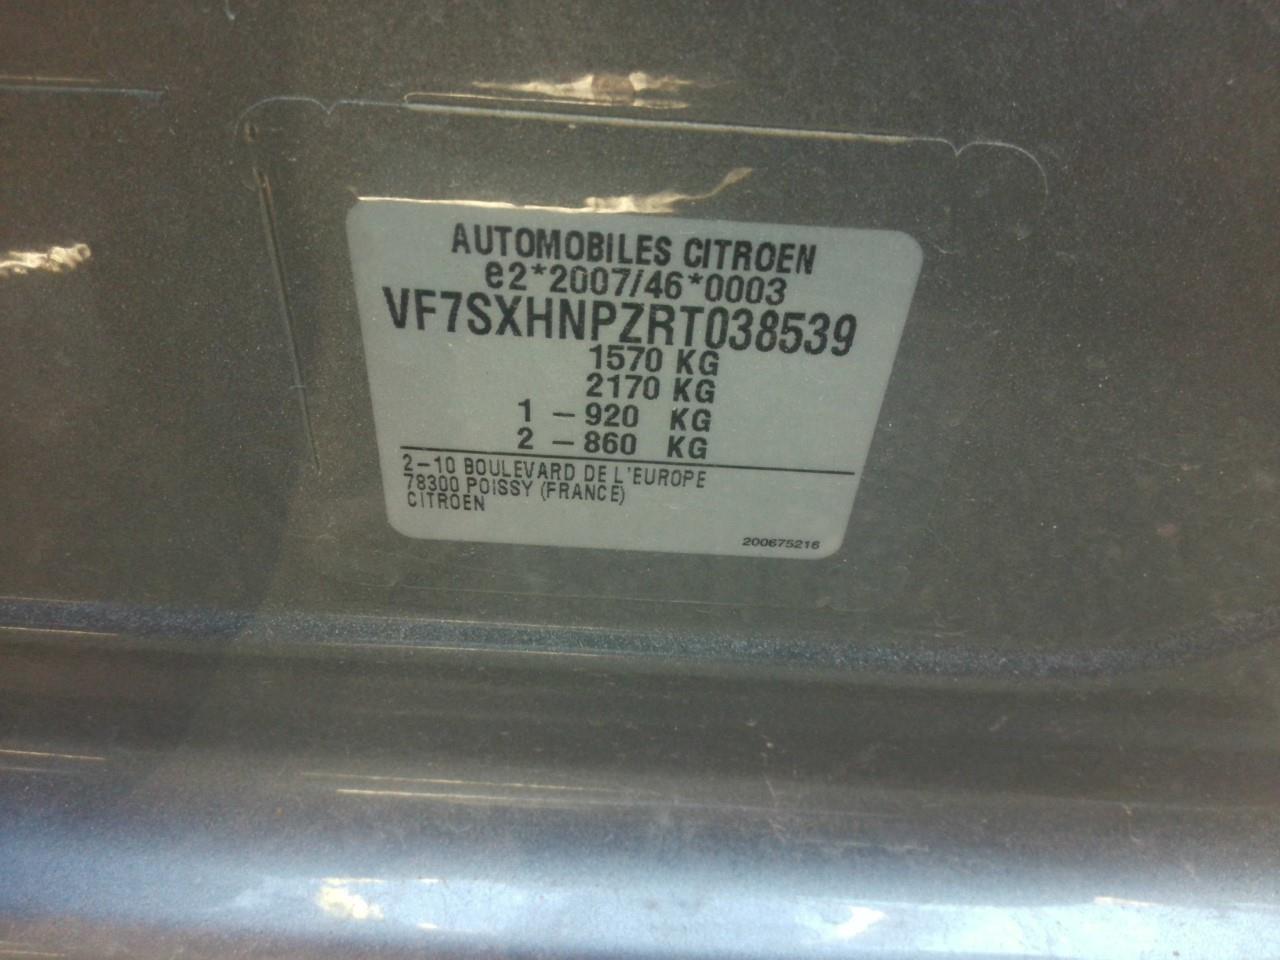 AUTOMOBILES CITROEN
e2*2007/46*0003
VF7SXHNPZRT038539
1570 KG
2170 KG
1 -920 KG
2 -860 KG
2-10 BOULEVARD DE L'EUROPE
78300 POISSY (FRANCE)
CITROEN
200675216